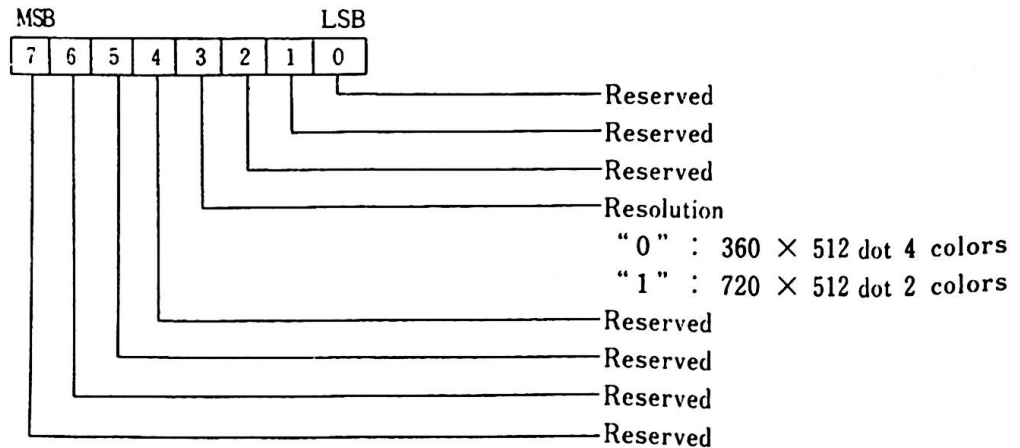 MSB LSB
7 6 5 4 3 2 1 0
Reserved
Reserved
Reserved
Resolution
“0” : 360 × 512 dot 4 colors
“1” : 720 × 512 dot 2 colors
Reserved
Reserved
Reserved
Reserved